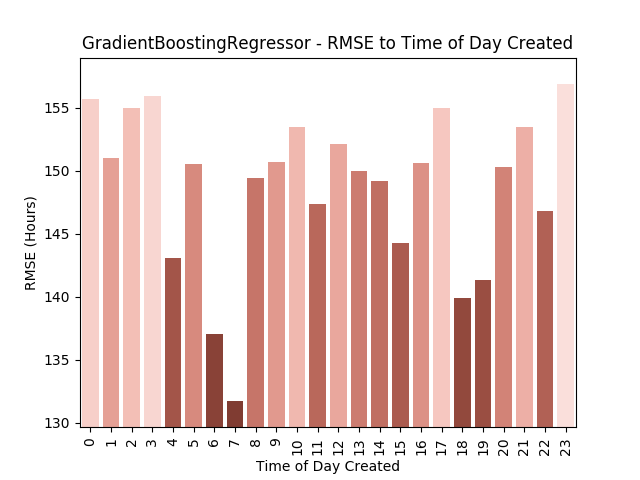 GradientBoostingRegressor - RMSE to Time of Day Created
RMSE (Hours)
155
150
145
140
135
130
0 1 2 3 4 5 6 7 8 9 10 11 12 13 14 15 16 17 18 19 20 21 22 23
Time of Day Created